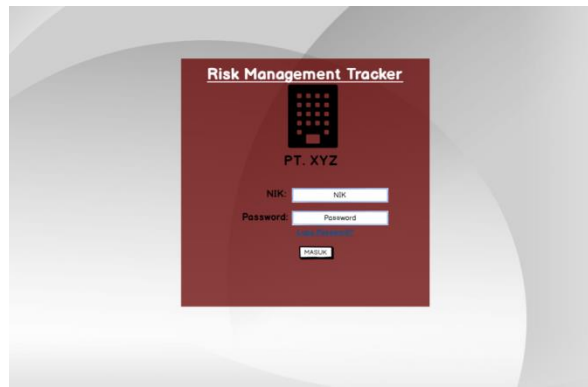 Risk Management Tracker
PT. XYZ
NIK: NIK
Password: Password
MASUK